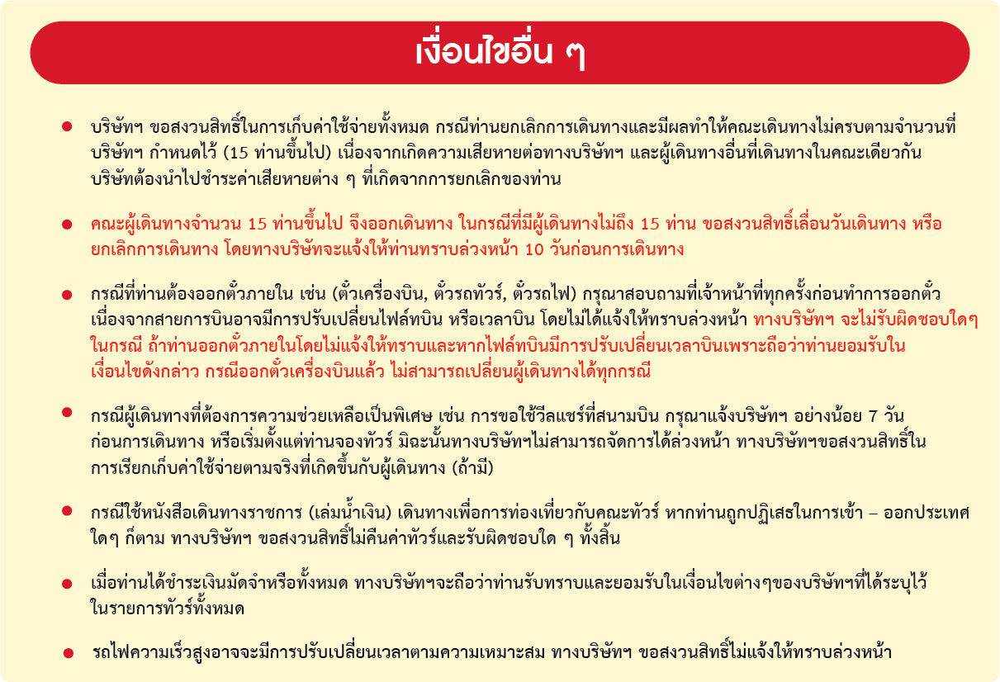 เงื่อนไขอื่น ๆ
● บริษัทฯ ขอสงวนสิทธิ์ในการเก็บค่าใช้จ่ายทั้งหมด กรณีท่านยกเลิกการเดินทางและมีผลทำให้คณะเดินทางไม่ครบตามจำนวนที่
บริษัทฯ กำหนดไว้ (15 ท่านขึ้นไป) เนื่องจากเกิดความเสียหายต่อทางบริษัทฯ และผู้เดินทางอื่นที่เดินทางในคณะเดียวกัน
บริษัทต้องนำไปชำระค่าเสียหายต่าง ๆ ที่เกิดจากการยกเลิกของท่าน
● คณะผู้เดินทางจำนวน 15 ท่านขึ้นไป จึงออกเดินทาง ในกรณีที่มีผู้เดินทางไม่ถึง 15 ท่าน ขอสงวนสิทธิ์เลื่อนวันเดินทาง หรือ
ยกเลิกการเดินทาง โดยทางบริษัทจะแจ้งให้ท่านทราบล่วงหน้า 10 วันก่อนการเดินทาง
● กรณีที่ท่านต้องออกตั๋วภายใน เช่น (ตั๋วเครื่องบิน, ตั๋วรถทัวร์, ตั๋วรถไฟ) กรุณาสอบถามที่เจ้าหน้าที่ทุกครั้งก่อนทำการออกตั๋ว
เนื่องจากสายการบินอาจมีการปรับเปลี่ยนไฟล์ทบิน หรือเวลาบิน โดยไม่ได้แจ้งให้ทราบล่วงหน้า ทางบริษัทฯ จะไม่รับผิดชอบใดๆ
ในกรณี ถ้าท่านออกตั๋วภายในโดยไม่แจ้งให้ทราบและหากไฟล์ทบินมีการปรับเปลี่ยนเวลาบินเพราะถือว่าท่านยอมรับใน
เงื่อนไขดังกล่าว กรณีออกตั๋วเครื่องบินแล้ว ไม่สามารถเปลี่ยนผู้เดินทางได้ทุกกรณี
● กรณีผู้เดินทางที่ต้องการความช่วยเหลือเป็นพิเศษ เช่น การขอใช้วีลแชร์ที่สนามบิน กรุณาแจ้งบริษัทฯ อย่างน้อย 7 วัน
ก่อนการเดินทาง หรือเริ่มตั้งแต่ท่านจองทัวร์ มิฉะนั้นทางบริษัทฯไม่สามารถจัดการได้ล่วงหน้า ทางบริษัทฯขอสงวนสิทธิ์ใน
การเรียกเก็บค่าใช้จ่ายตามจริงที่เกิดขึ้นกับผู้เดินทาง (ถ้ามี)
● กรณีใช้หนังสือเดินทางราชการ (เล่มน้ำเงิน) เดินทางเพื่อการท่องเที่ยวกับคณะทัวร์ หากท่านถูกปฏิเสธในการเข้า – ออกประเทศ
ใดๆ ก็ตาม ทางบริษัทฯ ขอสงวนสิทธิ์ไม่คืนค่าทัวร์และรับผิดชอบใด ๆ ทั้งสิ้น
● เมื่อท่านได้ชำระเงินมัดจำหรือทั้งหมด ทางบริษัทฯจะถือว่าท่านรับทราบและยอมรับในเงื่อนไขต่างๆของบริษัทฯที่ได้ระบุไว้
ในรายการทัวร์ทั้งหมด
● รถไฟความเร็วสูงอาจจะมีการปรับเปลี่ยนเวลาตามความเหมาะสม ทางบริษัทฯ ขอสงวนสิทธิ์ไม่แจ้งให้ทราบล่วงหน้า